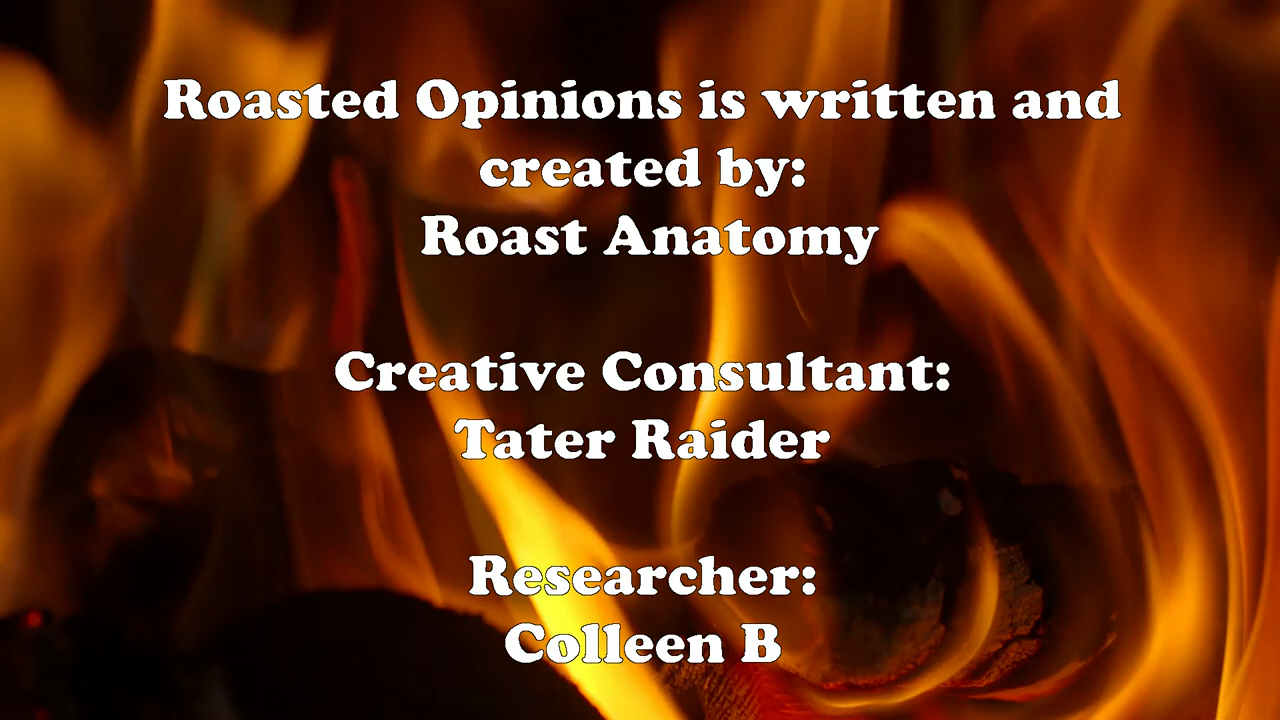 Roasted Opinions is written and
created by:
Roast Anatomy
Creative Consultant:
Tater Raider
Researcher:
Colleen B